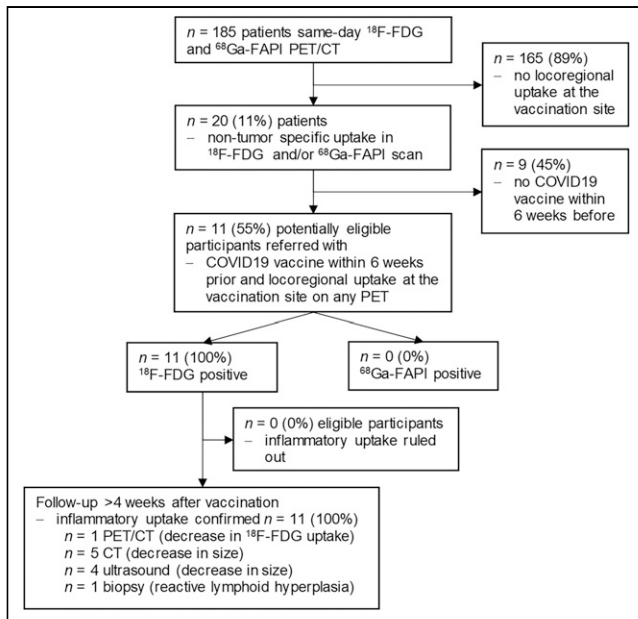 n = 185 patients same-day ¹⁸F-FDG
and ⁶⁸Ga-FAPI PET/CT
n = 165 (89%)
– no locoregional
uptake at the
vaccination site
n = 20 (11%) patients
– non-tumor specific uptake in
¹⁸F-FDG and/or ⁶⁸Ga-FAPI scan
n = 9 (45%)
– no COVID19
vaccine within
6 weeks before
n = 11 (55%) potentially eligible
participants referred with
– COVID19 vaccine within 6 weeks
prior and locoregional uptake at the
vaccination site on any PET
n = 11 (100%)
¹⁸F-FDG positive
n = 0 (0%)
⁶⁸Ga-FAPI positive
n = 0 (0%) eligible participants
– inflammatory uptake ruled
out
Follow-up >4 weeks after vaccination
– inflammatory uptake confirmed n = 11 (100%)
n = 1 PET/CT (decrease in ¹⁸F-FDG uptake)
n = 5 CT (decrease in size)
n = 4 ultrasound (decrease in size)
n = 1 biopsy (reactive lymphoid hyperplasia)